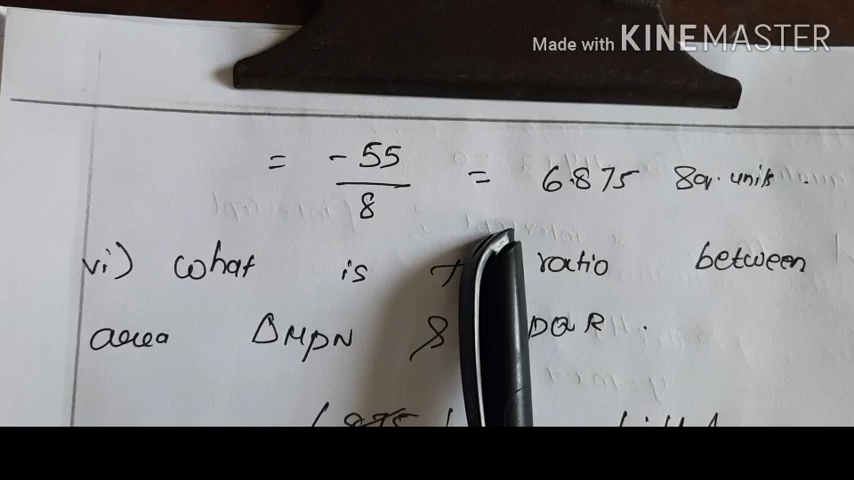 Made with KINEMASTER
= -55/8 = 6.875 Sq. units.
vi) what is ratio between
area ΔMPN & PQR.